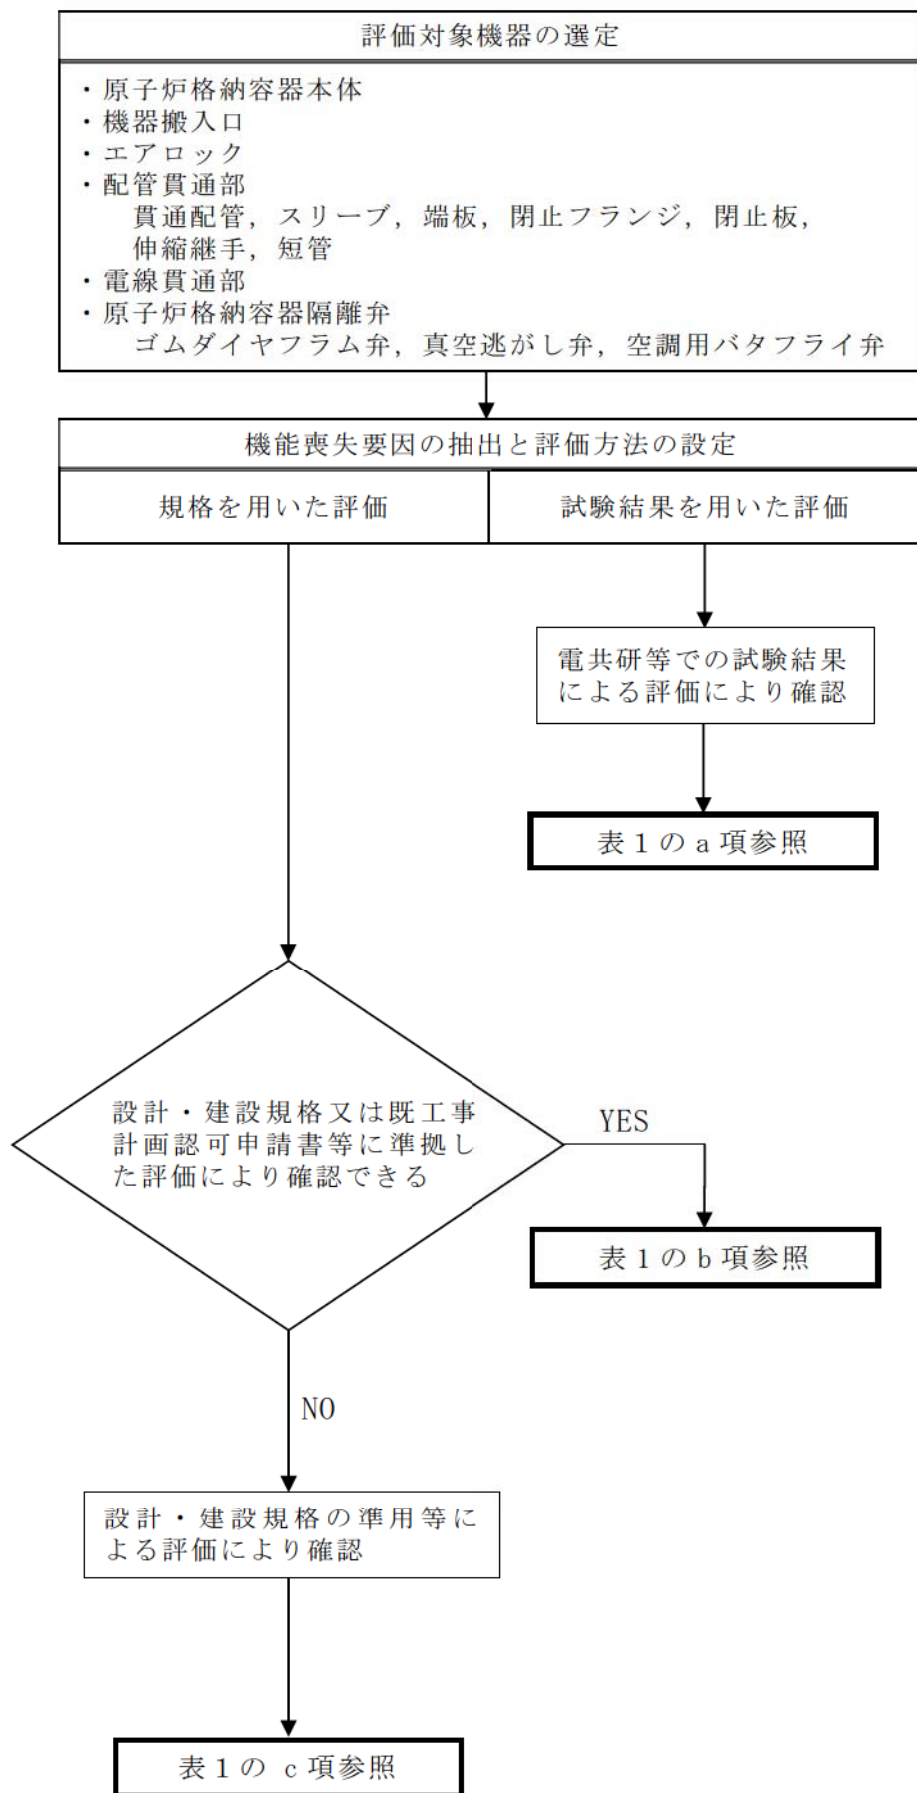 評価対象機器の選定
・原子炉格納容器本体
・機器搬入口
・エアロック
・配管貫通部
貫通配管，スリーブ，端板，閉止フランジ，閉止板，
伸縮継手，短管
・電線貫通部
・原子炉格納容器隔離弁
ゴムダイヤフラム弁，真空逃がし弁，空調用バタフライ弁
機能喪失要因の抽出と評価方法の設定
規格を用いた評価
試験結果を用いた評価
電共研等での試験結果
による評価により確認
表１のａ項参照
設計・建設規格又は既工事
計画認可申請書等に準拠し
た評価により確認できる
YES
表１のｂ項参照
NO
設計・建設規格の準用等に
よる評価により確認
表１の ｃ項参照